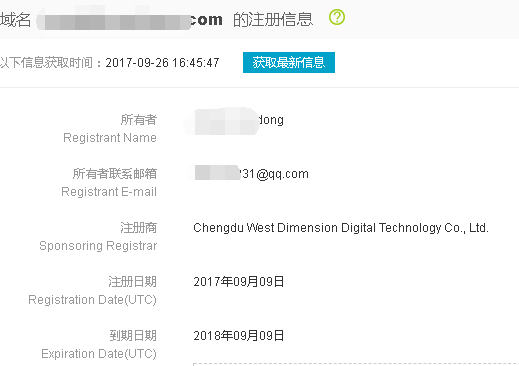 域名 com 的注册信息
以下信息获取时间：2017-09-26 16:45:47 获取最新信息
所有者 dong
Registrant Name
所有者联系邮箱 31@qq.com
Registrant E-mail
注册商 Chengdu West Dimension Digital Technology Co., Ltd.
Sponsoring Registrar
注册日期 2017年09月09日
Registration Date(UTC)
到期日期 2018年09月09日
Expiration Date(UTC)